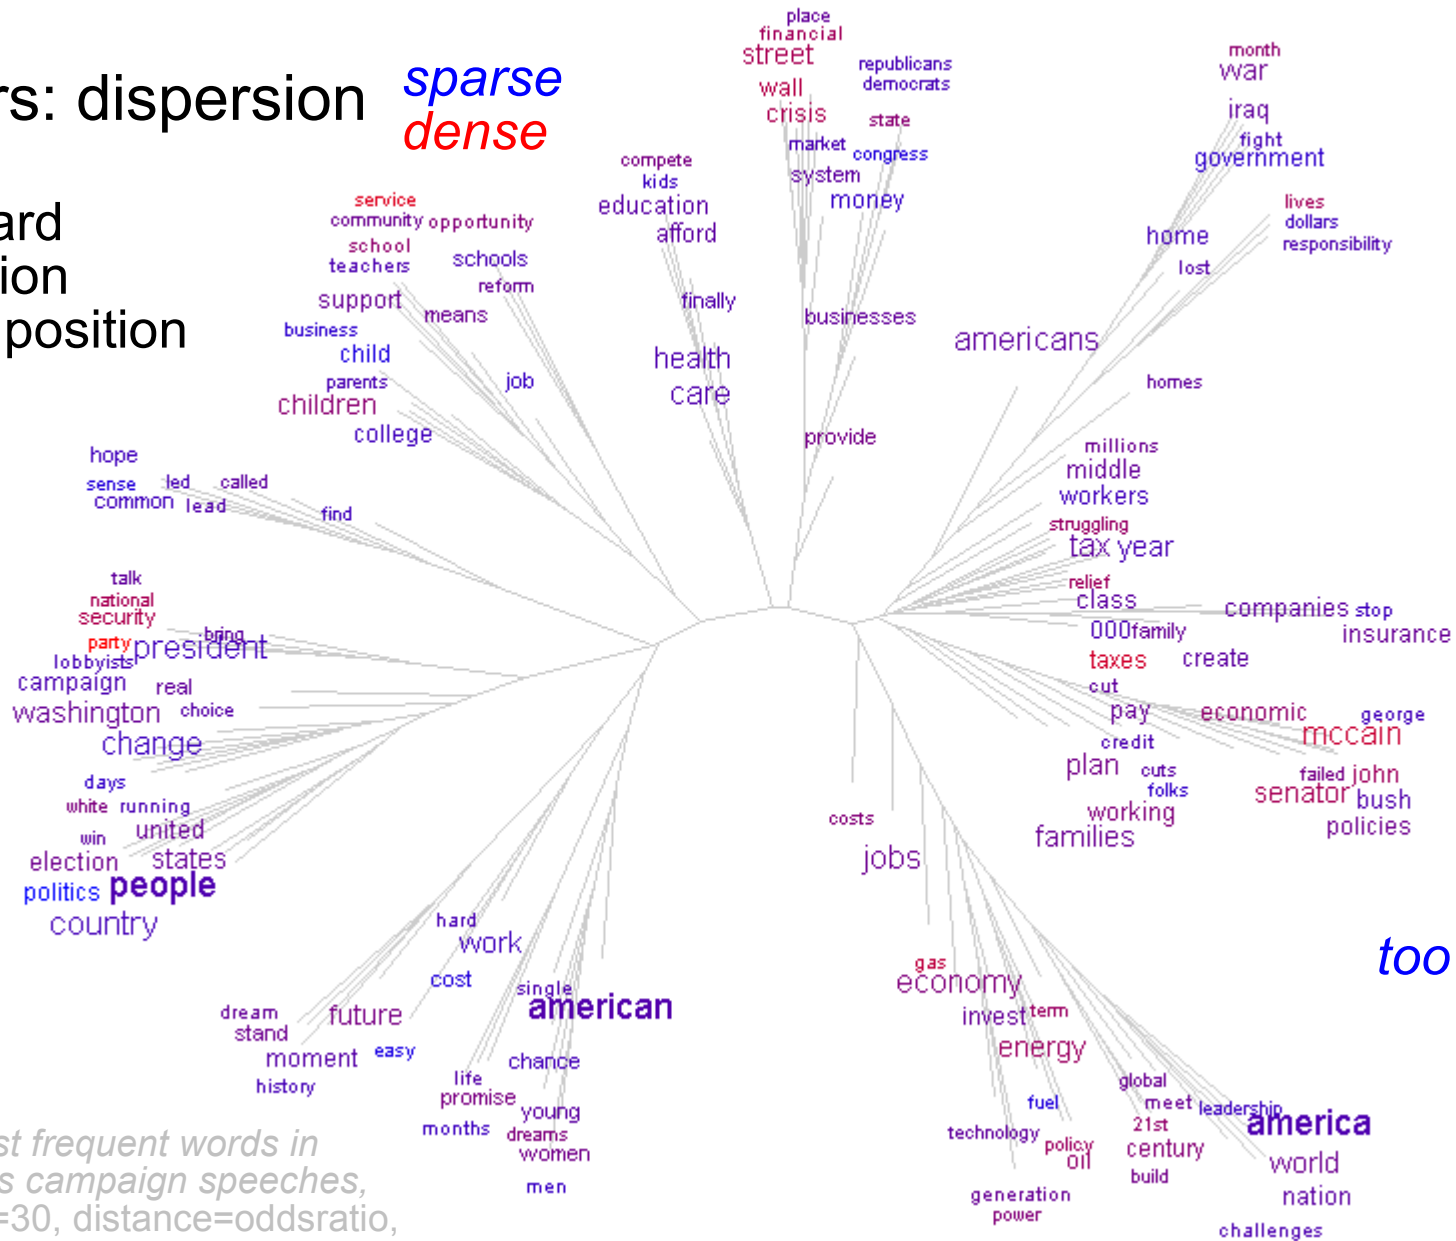 rs: dispersion
sparse
dense
ard
ion
position
place
financial
street
wall
crisis
market
system
republicans
democrats
state
congress
money
businesses
provide
month
war
iraq
fight
government
lives
dollars
responsibility
home
lost
americans
homes
compete
kids
education
afford
finally
health
care
service
community opportunity
school
teachers
schools
reform
support
means
business
child
job
parents
children
college
hope
sense
led
called
common
lead
find
talk
national
security
party
bring
president
lobbyists
campaign
real
washington
choice
change
days
white
running
win
united
election
states
politics
people
country
millions
middle
workers
struggling
tax year
relief
class
companies stop
000 family
insurance
taxes
create
cut
pay
economic
george
mccain
credit
plan
cuts
folks
failed john
senator
bush
policies
working
families
costs
jobs
hard
work
cost
single
american
dream
stand
future
moment
easy
history
chance
life
promise
young
months
dreams
women
men
gas
economy
invest
term
energy
too
fuel
technology
policy
oil
generation
power
global
meet
leadership
21st
america
century
world
build
nation
challenges
st frequent words in
s campaign speeches,
=30, distance=oddsratio,